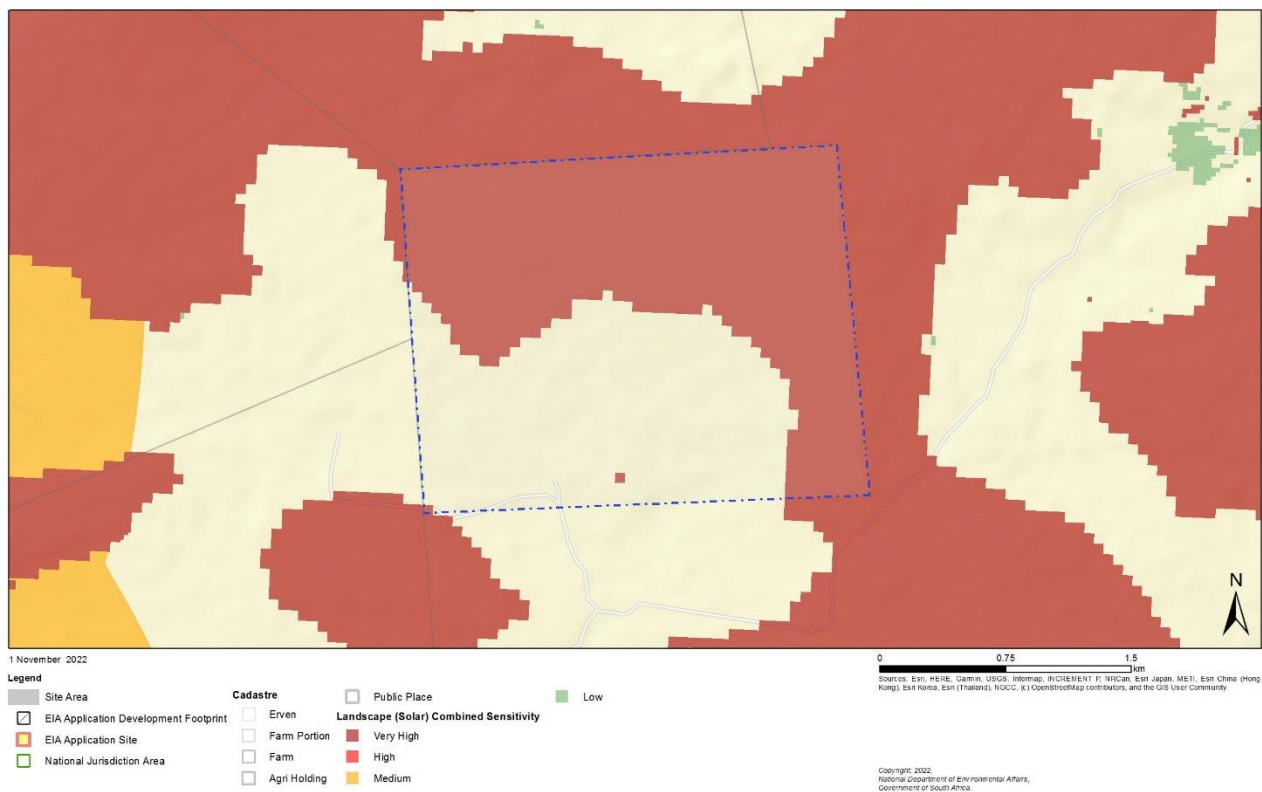 N
1 November 2022
0 0.75 1.5
km
Sources: Esri, HERE, Garmin, USGS, Intermap, INCREMENT P, NRCan, Esri Japan, METI, Esri China (Hong
Kong), Esri Korea, Esri (Thailand), NGCC, (c) OpenStreetMap contributors, and the GIS User Community
Legend
Site Area
EIA Application Development Footprint
EIA Application Site
National Jurisdiction Area
Cadastre
Erven
Farm Portion
Farm
Agri Holding
Public Place
Landscape (Solar) Combined Sensitivity
Very High
High
Medium
Low
Copyright: 2022,
National Department of Environmental Affairs,
Government of South Africa